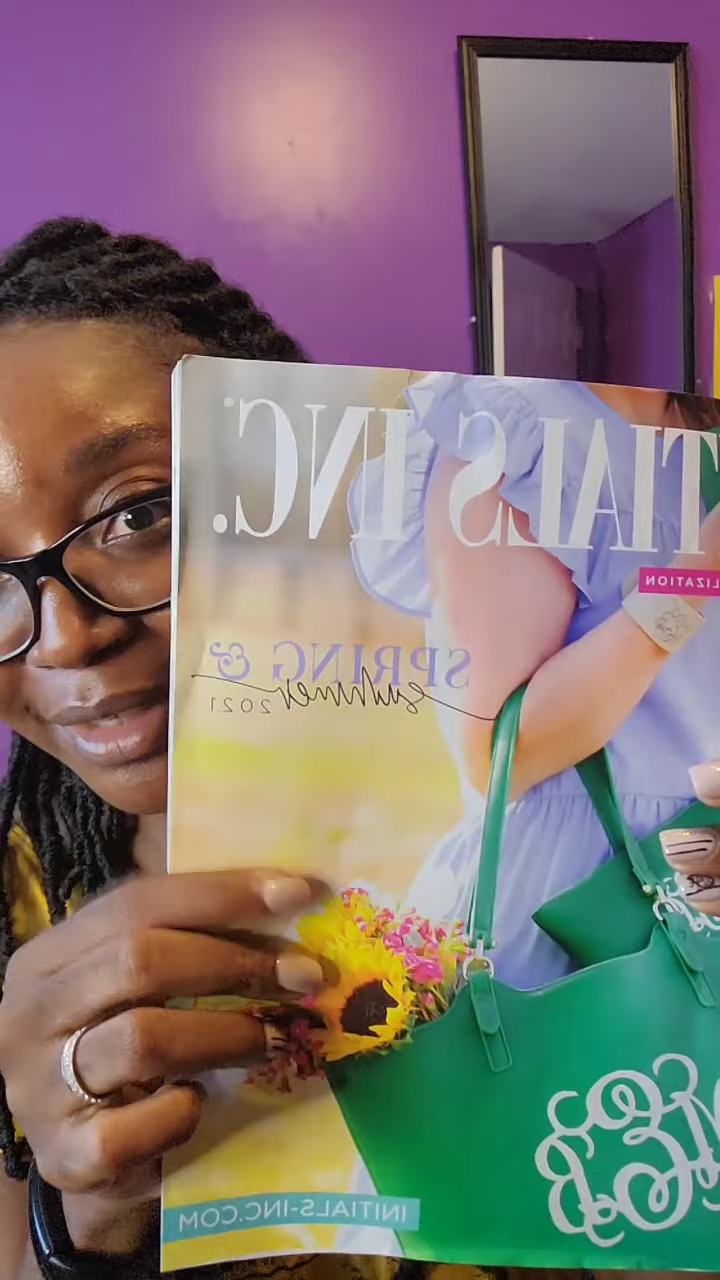 TIALS, INC.
LIZATION
SPRING &
summer
2021
INITIALS-INC.COM